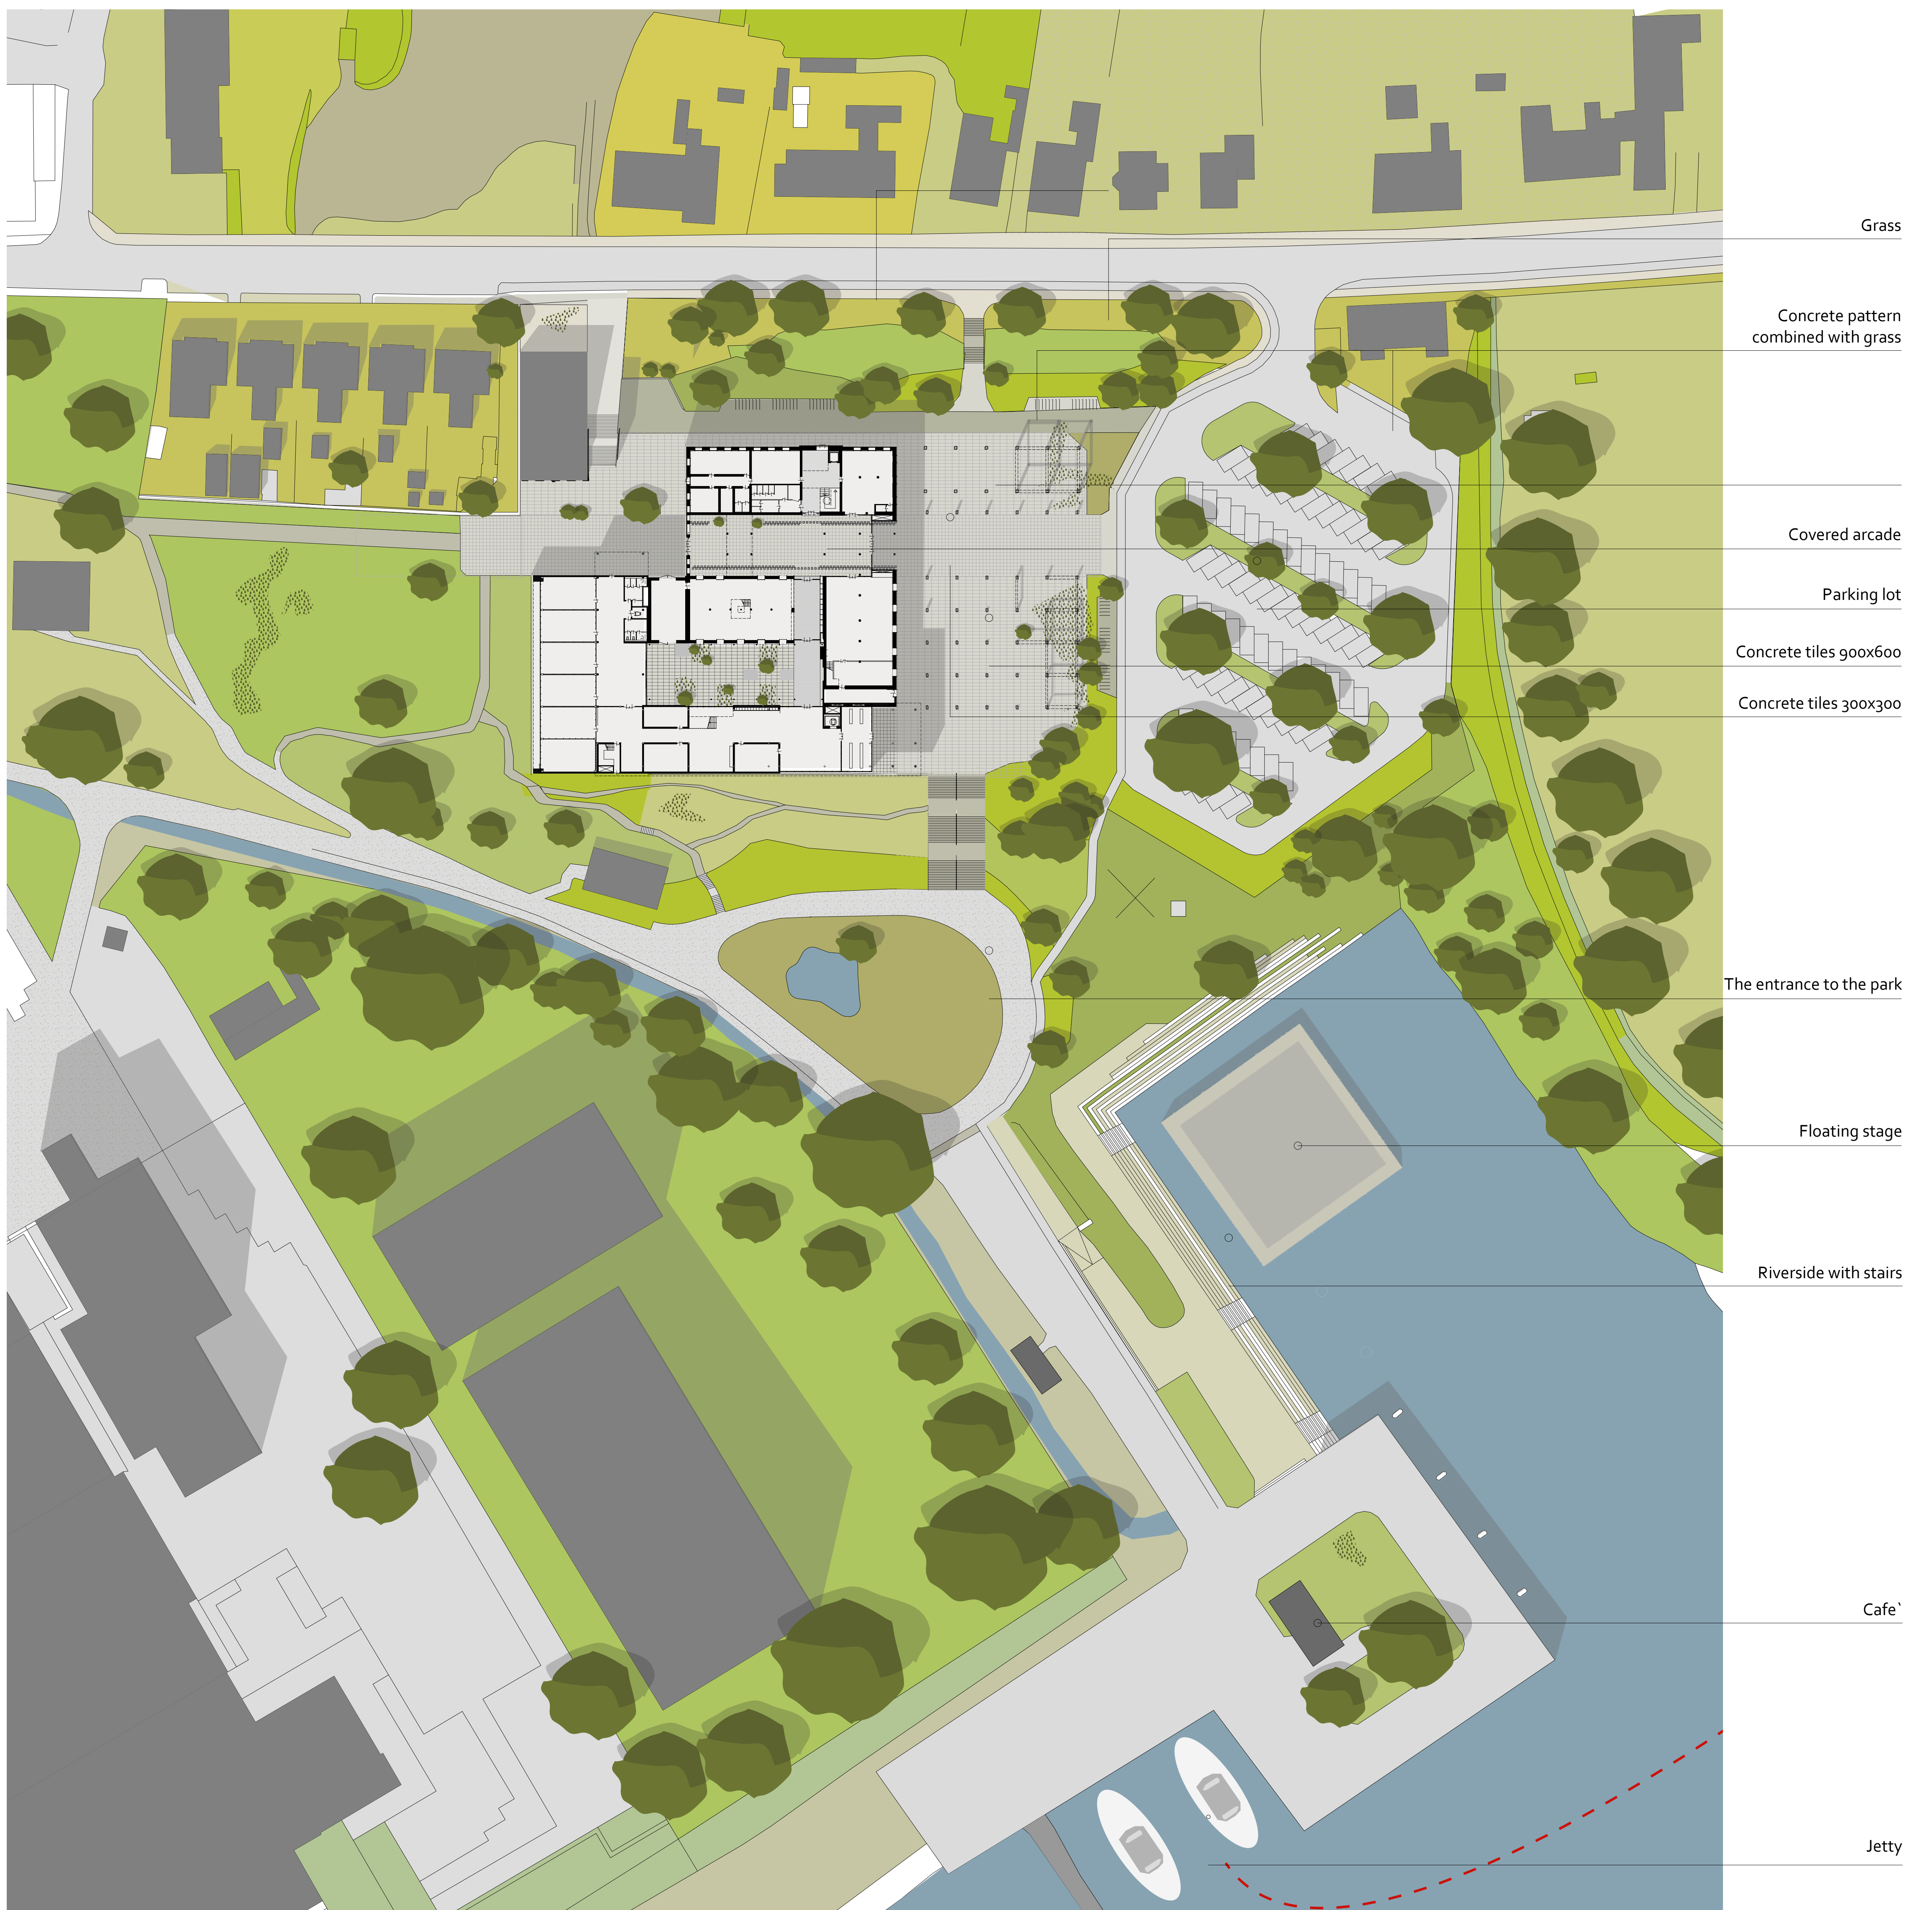 Grass
Concrete pattern
combined with grass
Covered arcade
Parking lot
Concrete tiles 900x600
Concrete tiles 300x300
The entrance to the park
Floating stage
Riverside with stairs
Cafe`
Jetty